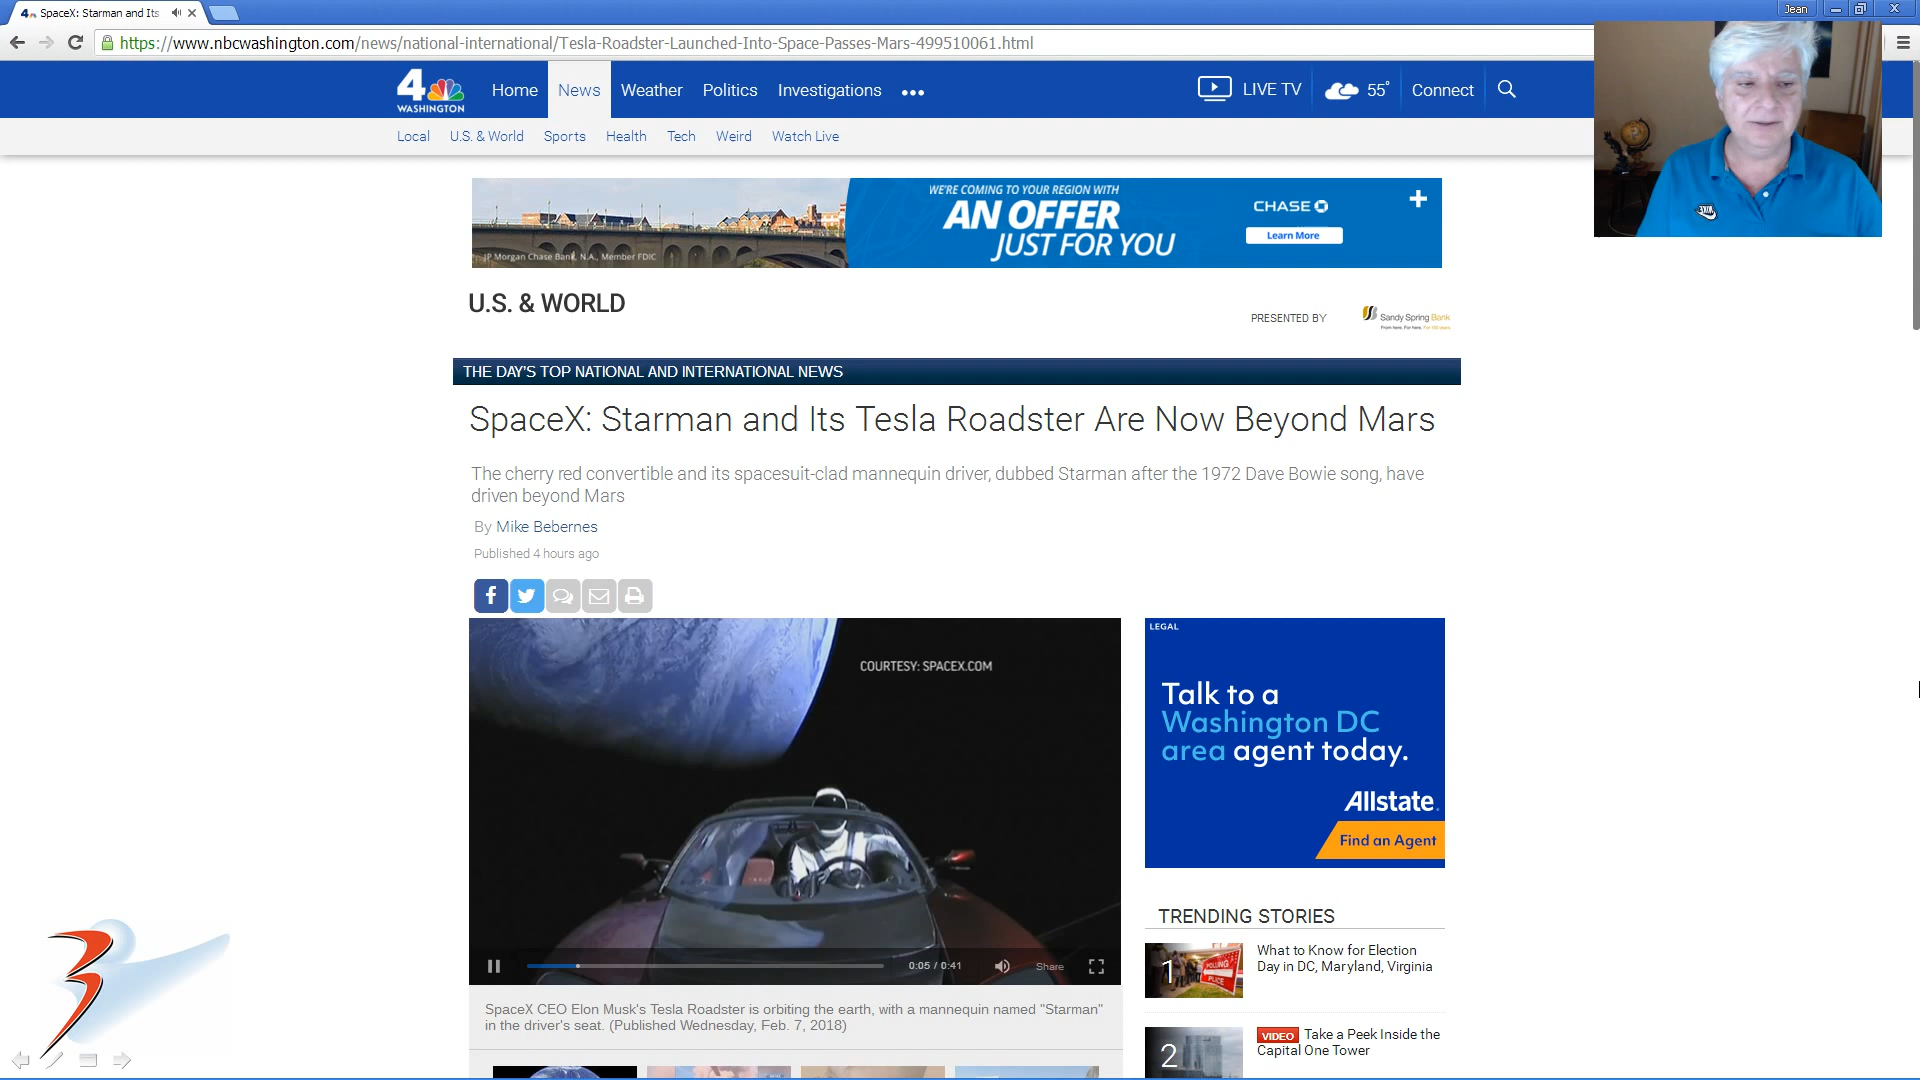 SpaceX: Starman and Its
Jean
https://www.nbcwashington.com/news/national-international/Tesla-Roadster-Launched-Into-Space-Passes-Mars-499510061.html
4
WASHINGTON
Home
News
Weather
Politics
Investigations
LIVE TV
55°
Connect
Local
U.S. & World
Sports
Health
Tech
Weird
Watch Live
WE'RE COMING TO YOUR REGION WITH
AN OFFER
JUST FOR YOU
CHASE
Learn More
JP Morgan Chase Bank, N.A., Member FDIC
U.S. & WORLD
PRESENTED BY
Sandy Spring Bank
From here. For here. For 150 years.
THE DAY'S TOP NATIONAL AND INTERNATIONAL NEWS
SpaceX: Starman and Its Tesla Roadster Are Now Beyond Mars
The cherry red convertible and its spacesuit-clad mannequin driver, dubbed Starman after the 1972 Dave Bowie song, have
driven beyond Mars
By Mike Bebernes
Published 4 hours ago
COURTESY: SPACEX.COM
0:05 / 0:41
Share
SpaceX CEO Elon Musk's Tesla Roadster is orbiting the earth, with a mannequin named "Starman"
in the driver's seat. (Published Wednesday, Feb. 7, 2018)
LEGAL
Talk to a
Washington DC
area agent today.
Allstate.
Find an Agent
TRENDING STORIES
1
What to Know for Election
Day in DC, Maryland, Virginia
2
VIDEO Take a Peek Inside the
Capital One Tower